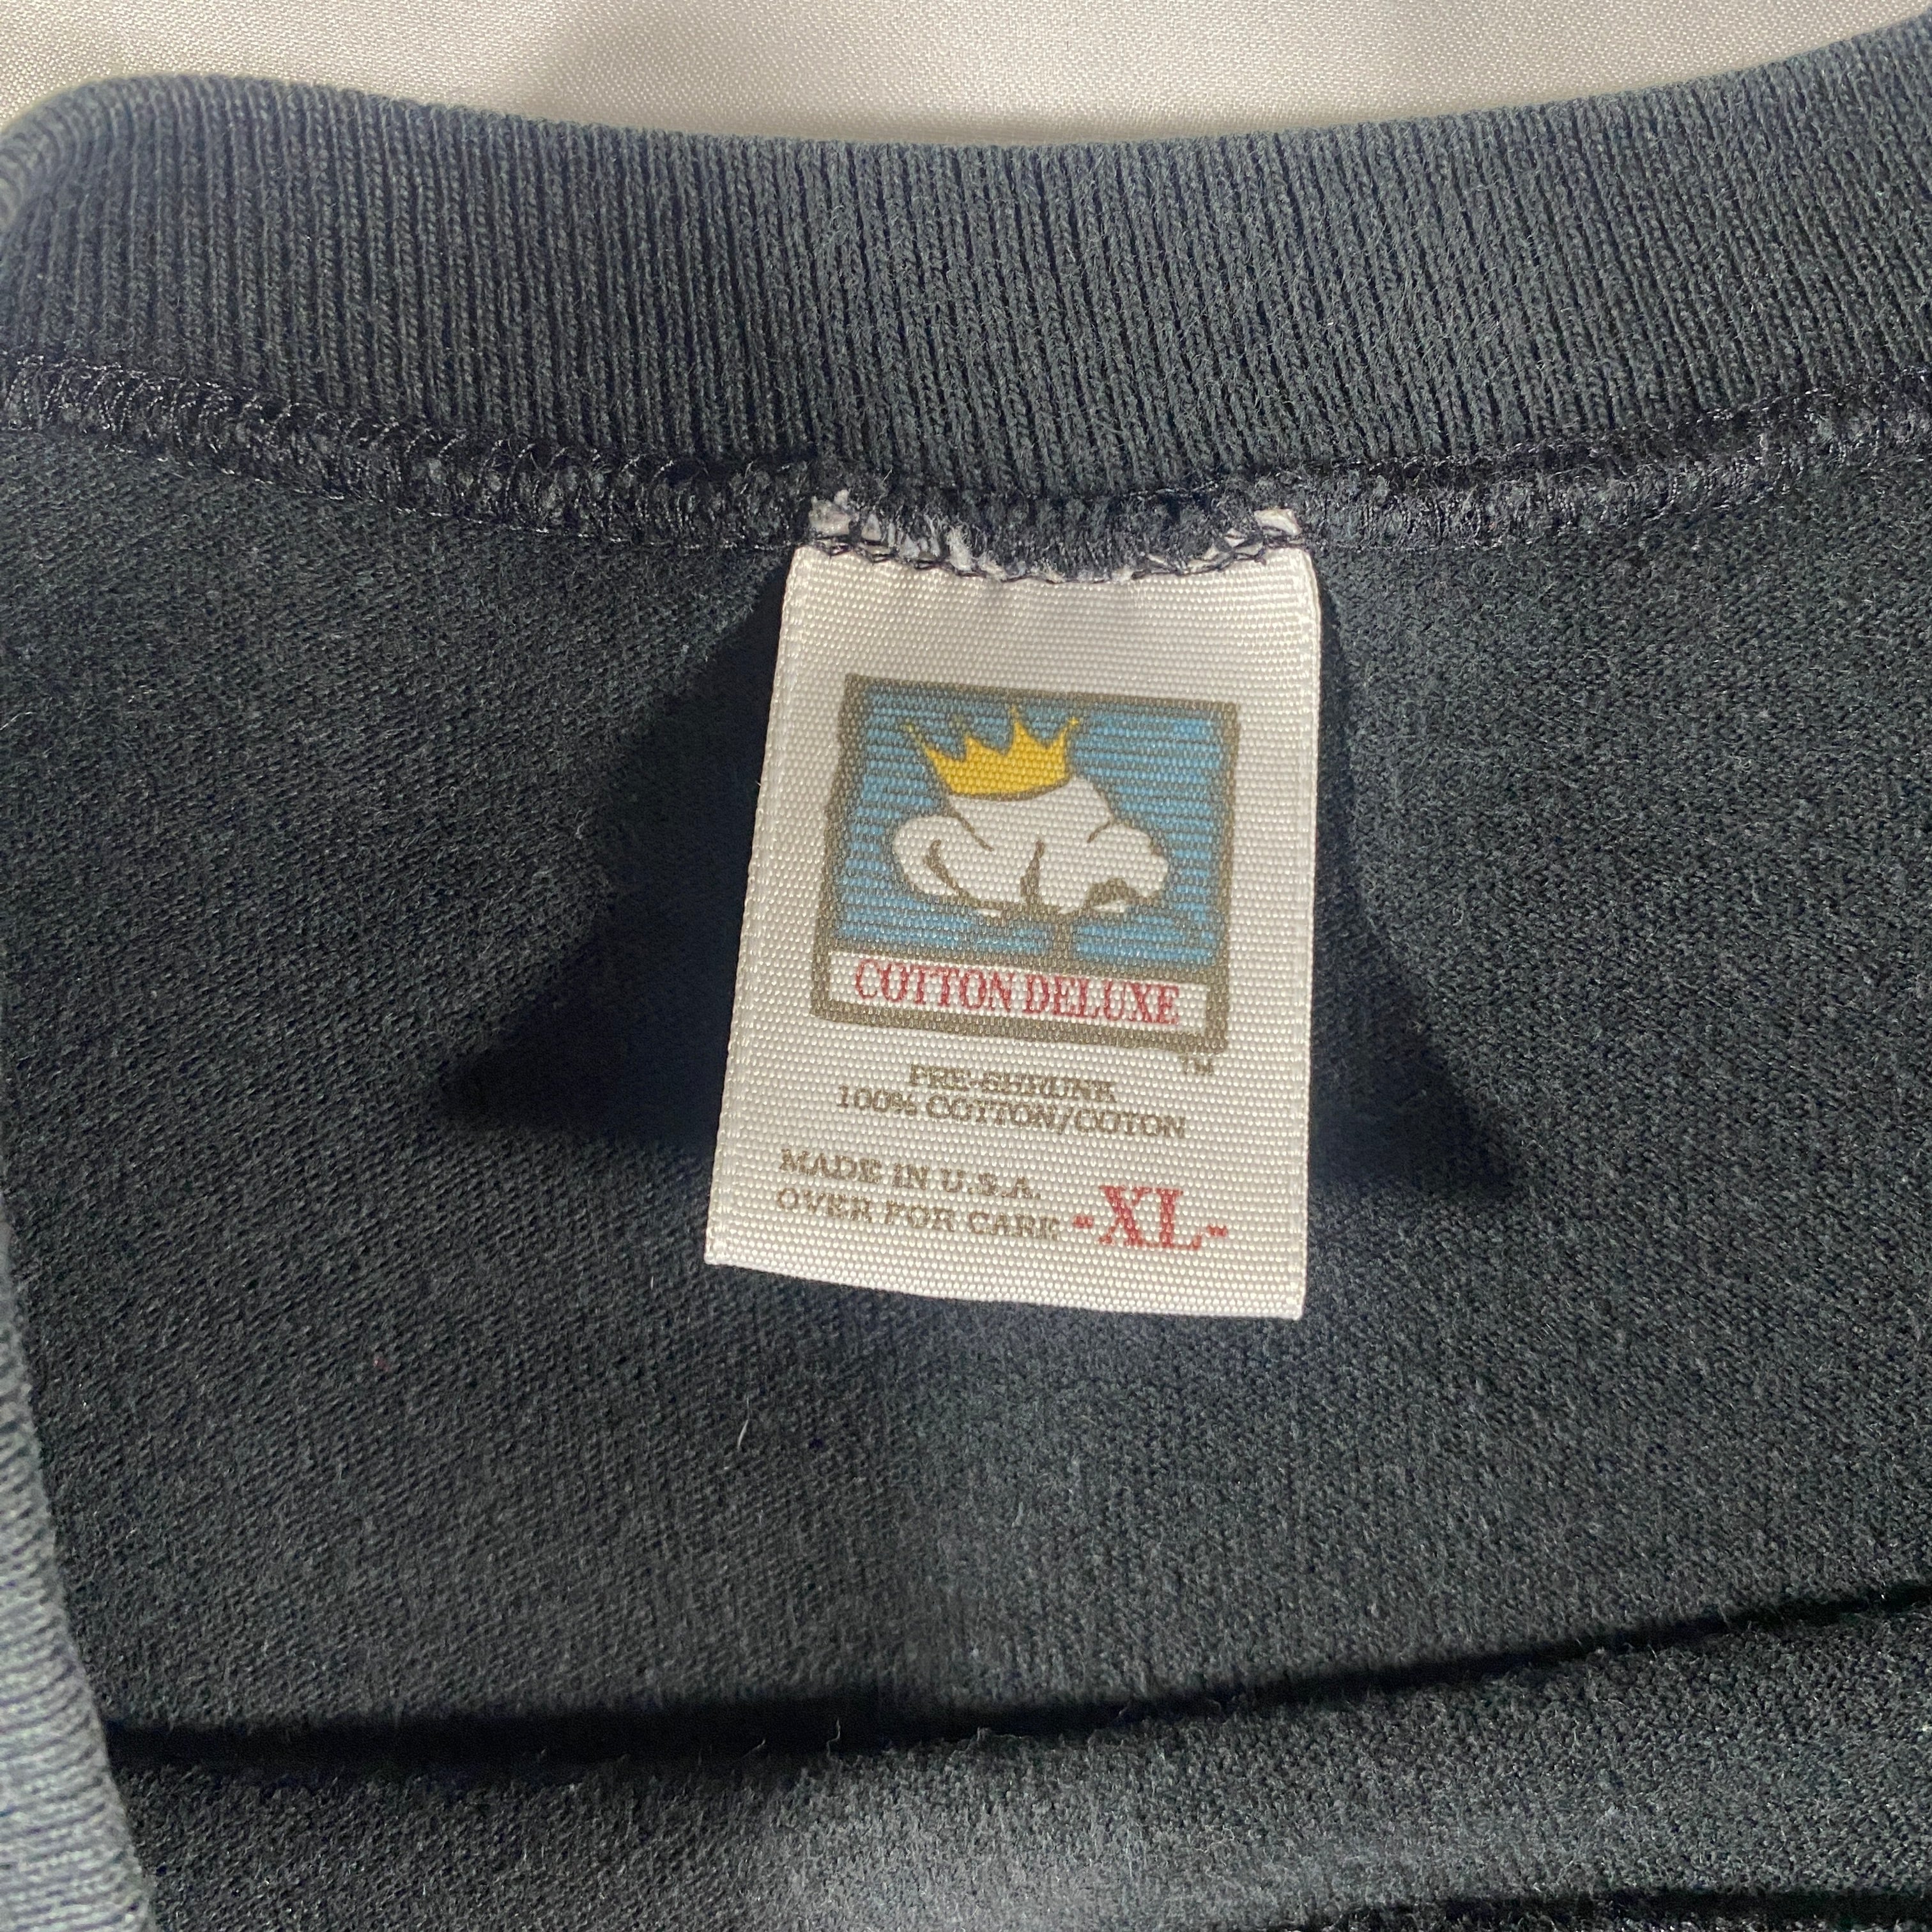 COTTON DELUXE
TM
PRE-SHRUNK
100% COTTON/COTON
MADE IN U.S.A.
OVER FOR CARE -XL-